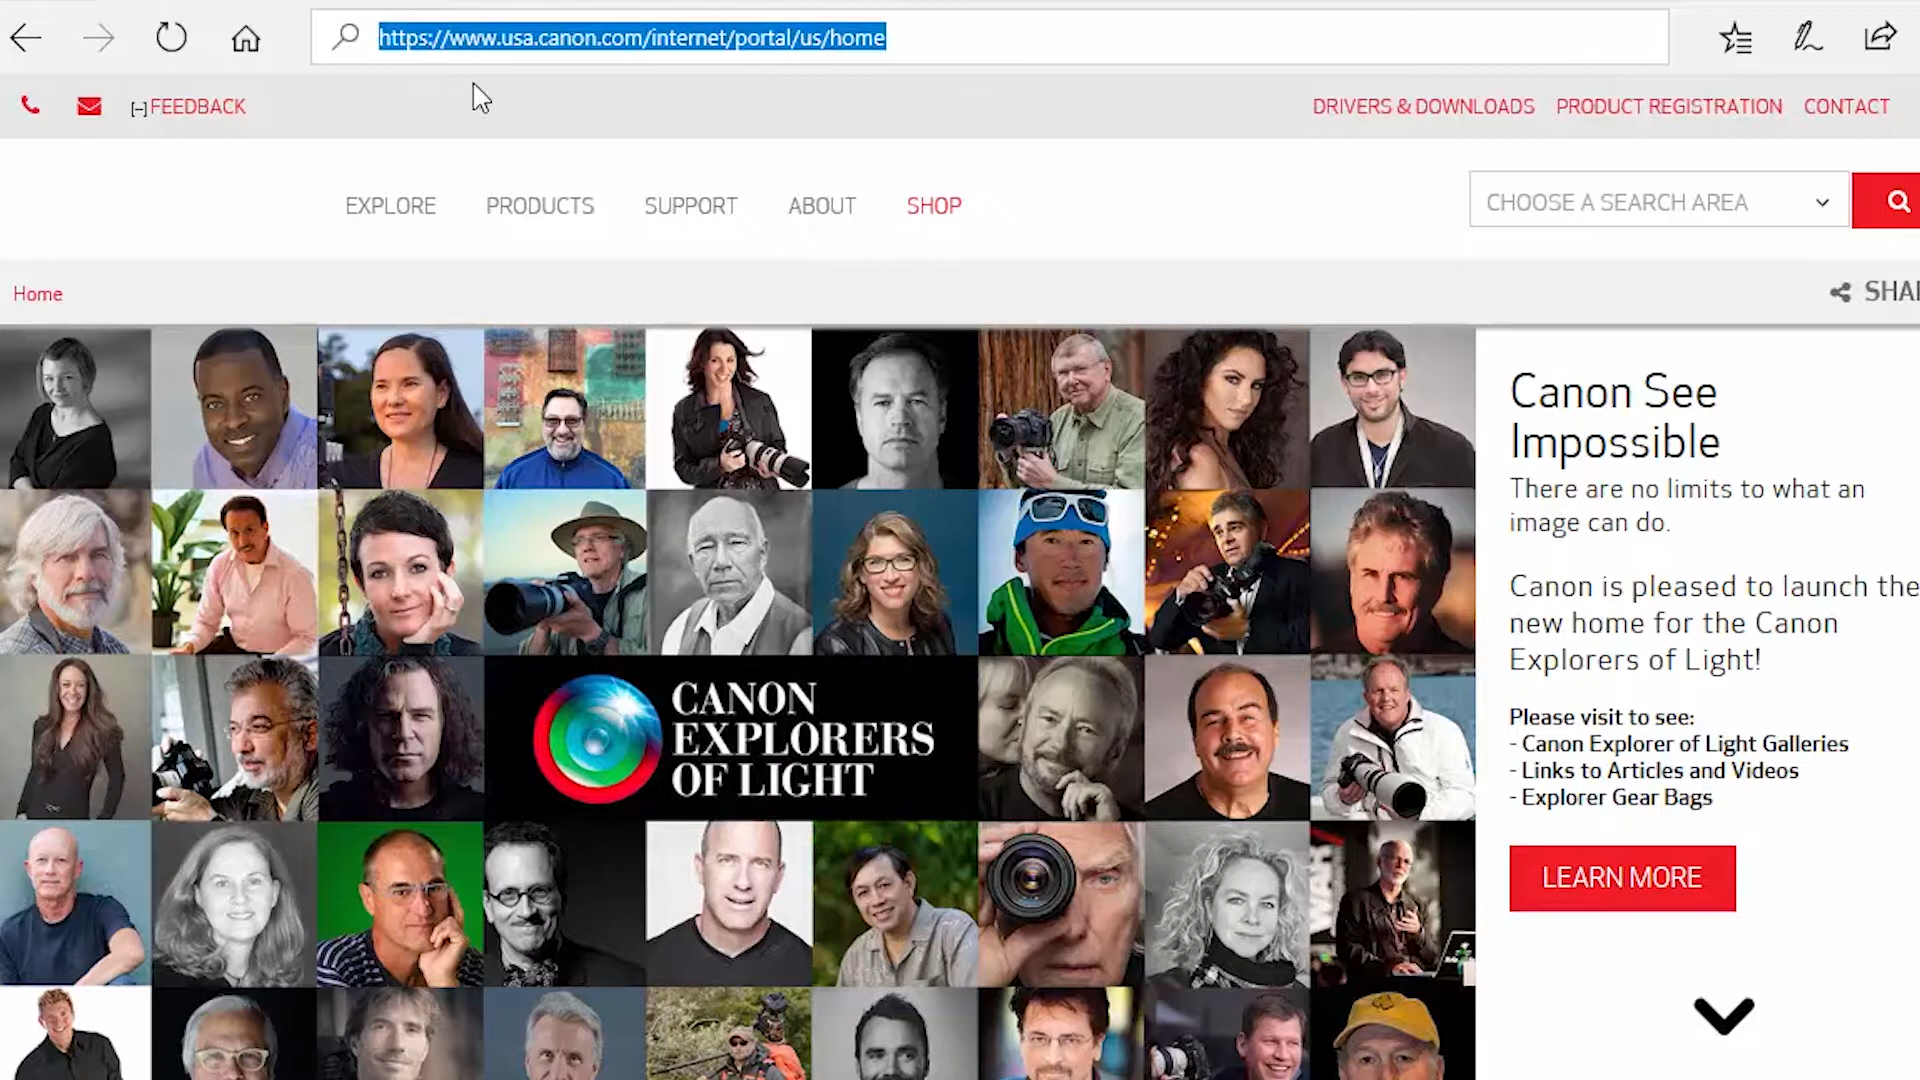 https://www.usa.canon.com/internet/portal/us/home
[–] FEEDBACK
DRIVERS & DOWNLOADS PRODUCT REGISTRATION CONTACT
EXPLORE PRODUCTS SUPPORT ABOUT SHOP
CHOOSE A SEARCH AREA
Home
SHAR
Canon See
Impossible
There are no limits to what an
image can do.
Canon is pleased to launch the
new home for the Canon
Explorers of Light!
Please visit to see:
- Canon Explorer of Light Galleries
- Links to Articles and Videos
- Explorer Gear Bags
LEARN MORE
CANON
EXPLORERS
OF LIGHT